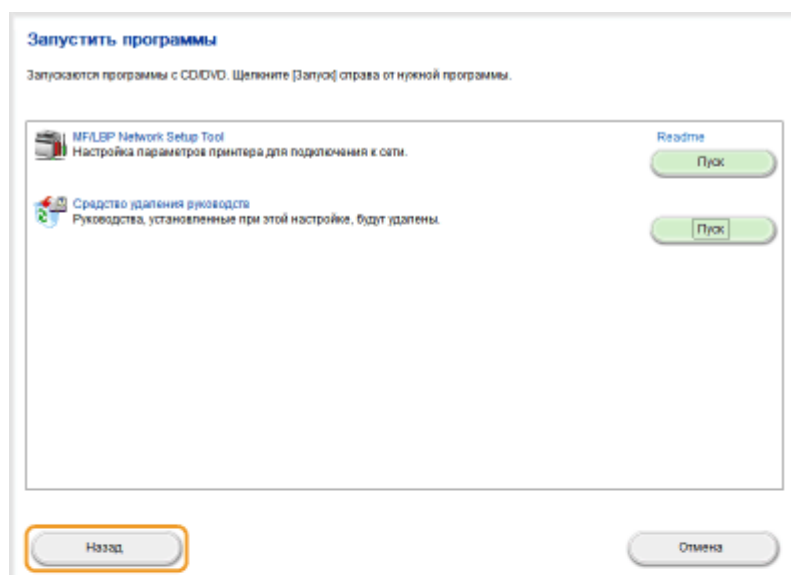 Запустить программы
Запускаются программы с CD/DVD. Щелкните [Запуск] справа от нужной программы.
MF/LBP Network Setup Tool
Readme
Настройка параметров принтера для подключения к сети.
Пуск
Средство удаления руководств
Руководства, установленные при этой настройке, будут удалены.
Пуск
Назад
Отмена